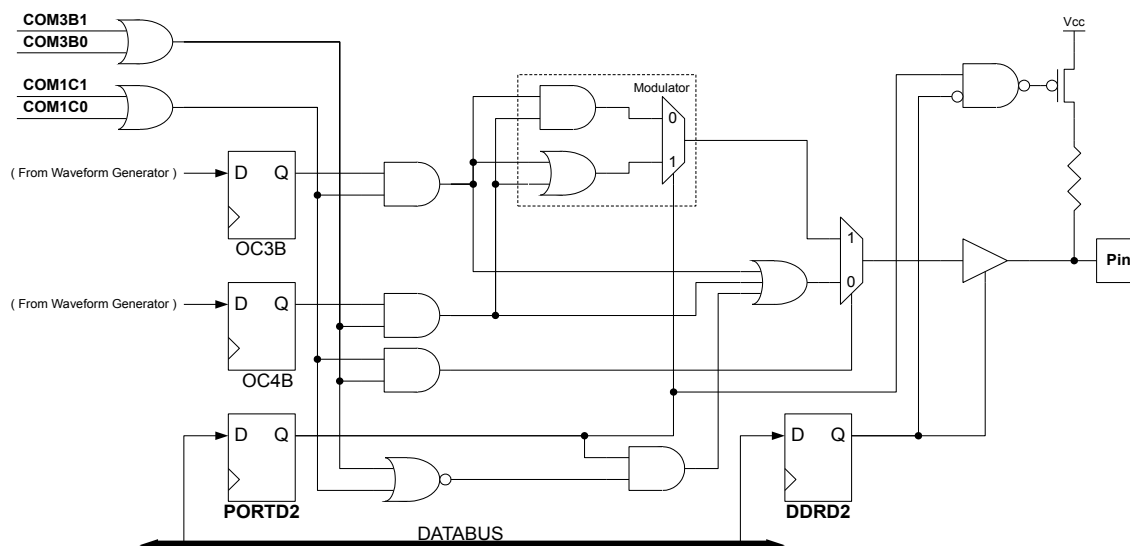 COM3B1
COM3B0
Vcc
COM1C1
COM1C0
Modulator
0
1
( From Waveform Generator )
D Q
OC3B
1
0
Pin
( From Waveform Generator )
D Q
OC4B
D Q
PORTD2
D Q
DDRD2
DATABUS